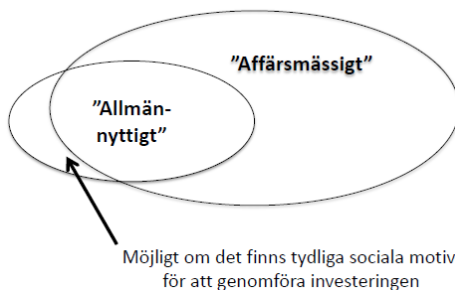 ”Affärsmässigt”
”Allmän-
nyttigt”
Möjligt om det finns tydliga sociala motiv
för att genomföra investeringen